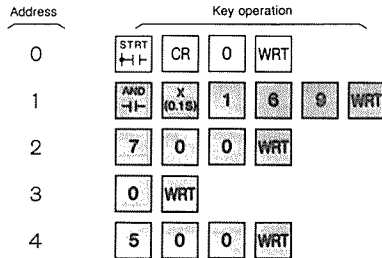 Address Key operation
0 STRT CR 0 WRT
1 AND X (0.1S) 1 6 9 WRT
2 7 0 0 WRT
3 0 WRT
4 5 0 0 WRT